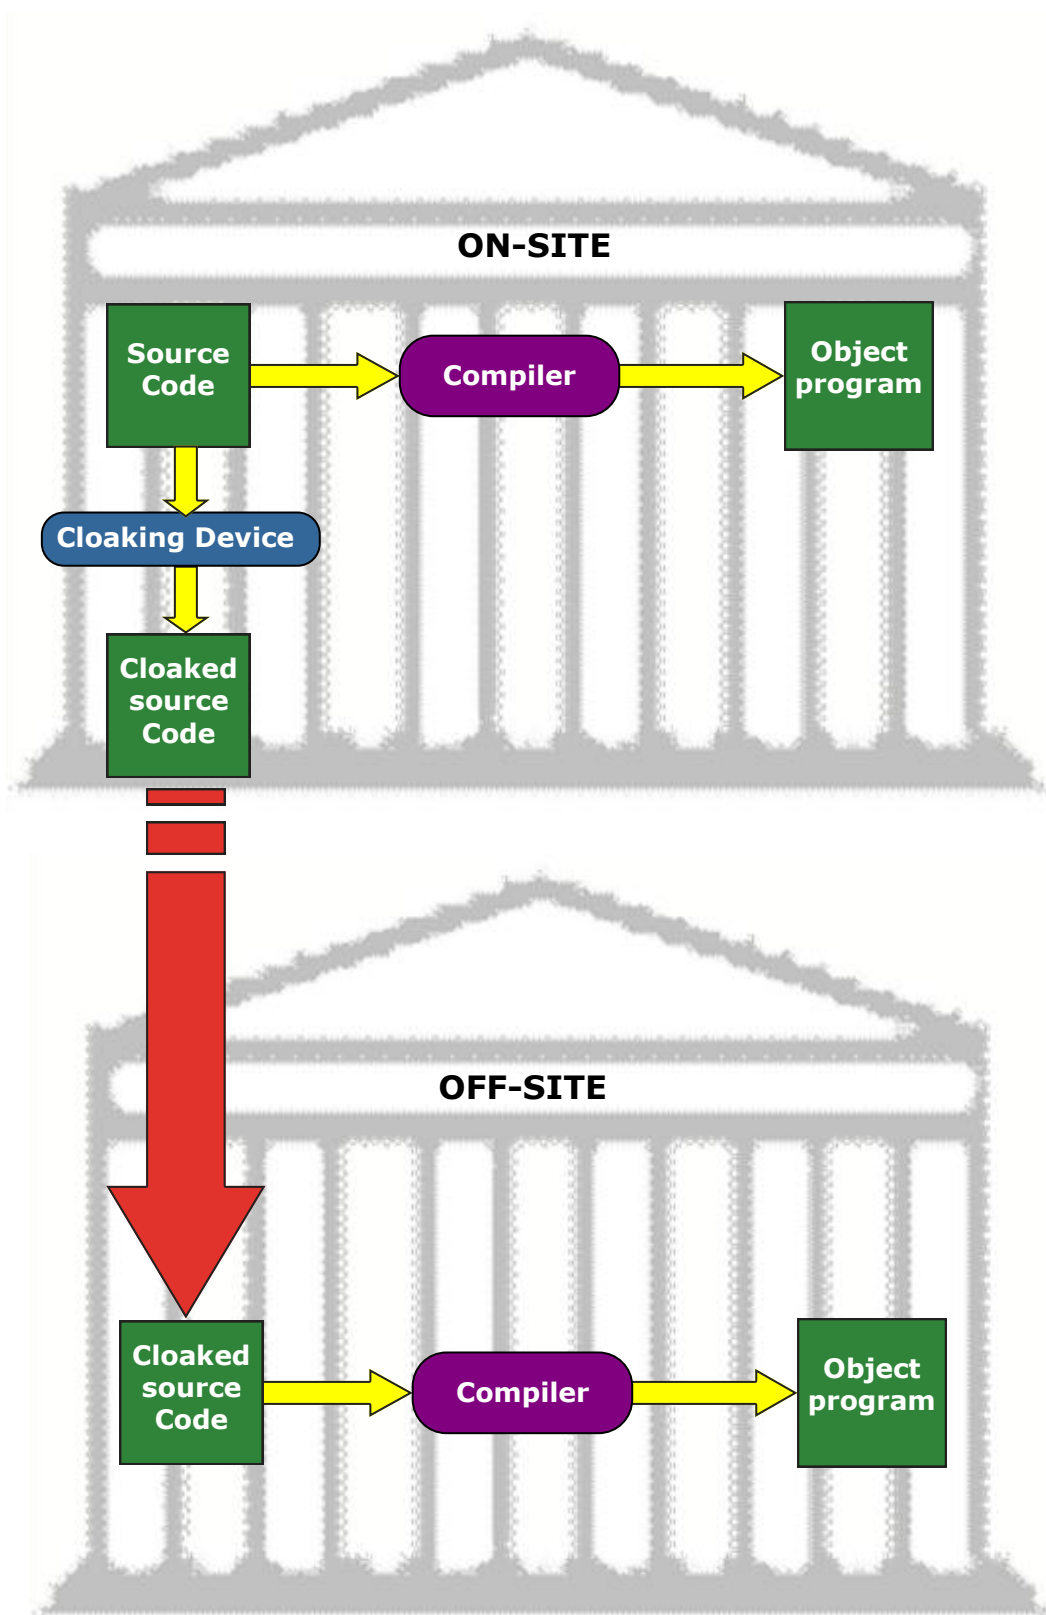 ON-SITE
Source
Code
Compiler
Object
program
Cloaking Device
Cloaked
source
Code
OFF-SITE
Cloaked
source
Code
Compiler
Object
program